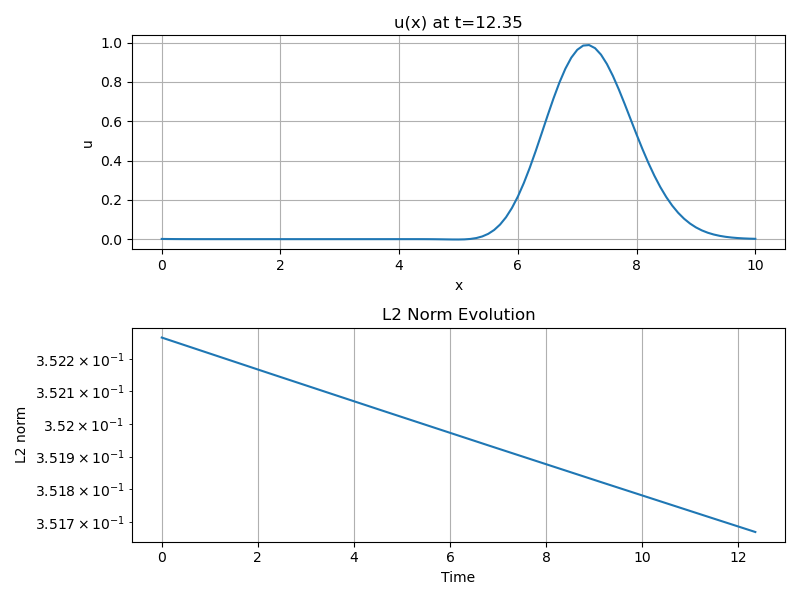 u(x) at t=12.35
1.0
0.8
0.6
0.4
0.2
0.0
u
0 2 4 6 8 10
x
L2 Norm Evolution
3.522 × 10⁻¹
3.521 × 10⁻¹
3.52 × 10⁻¹
3.519 × 10⁻¹
3.518 × 10⁻¹
3.517 × 10⁻¹
L2 norm
0 2 4 6 8 10 12
Time